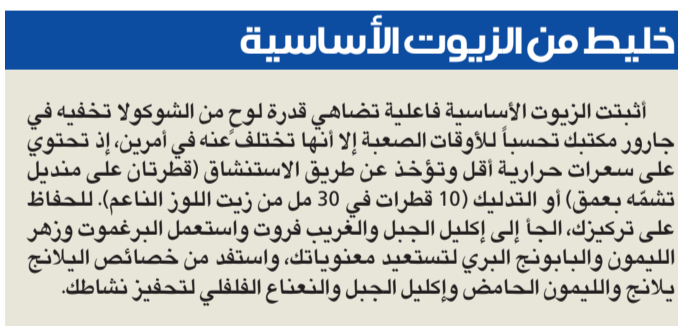 خليط من الزيوت الأساسية
أثبتت الزيوت الأساسية فاعلية تضاهي قدرة لوحٍ من الشوكولا تخفيه في
جارور مكتبك تحسباً للأوقات الصعبة إلا أنها تختلف عنه في أمرين، إذ تحتوي
على سعرات حرارية أقل وتؤخذ عن طريق الاستنشاق (قطرتان على منديل
تشمّه بعمق) أو التدليك (10 قطرات في 30 مل من زيت اللوز الناعم). للحفاظ
على تركيزك، الجأ إلى إكليل الجبل والغريب فروت واستعمل البرغموت وزهر
الليمون والبابونج البري لتستعيد معنوياتك، واستفد من خصائص اليلانج
يلانج والليمون الحامض وإكليل الجبل والنعناع الفلفلي لتحفيز نشاطك.